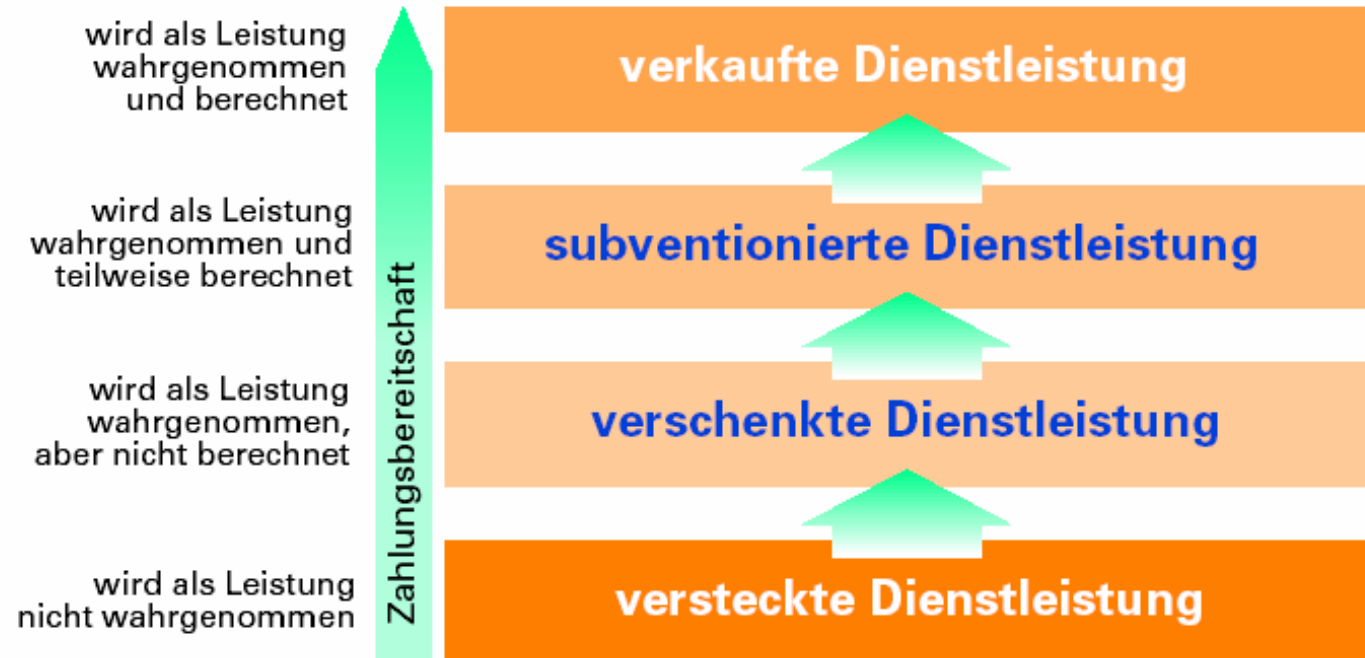 wird als Leistung
wahrgenommen
und berechnet
verkaufte Dienstleistung
wird als Leistung
wahrgenommen und
teilweise berechnet
subventionierte Dienstleistung
Zahlungsbereitschaft
wird als Leistung
wahrgenommen,
aber nicht berechnet
verschenkte Dienstleistung
wird als Leistung
nicht wahrgenommen
versteckte Dienstleistung